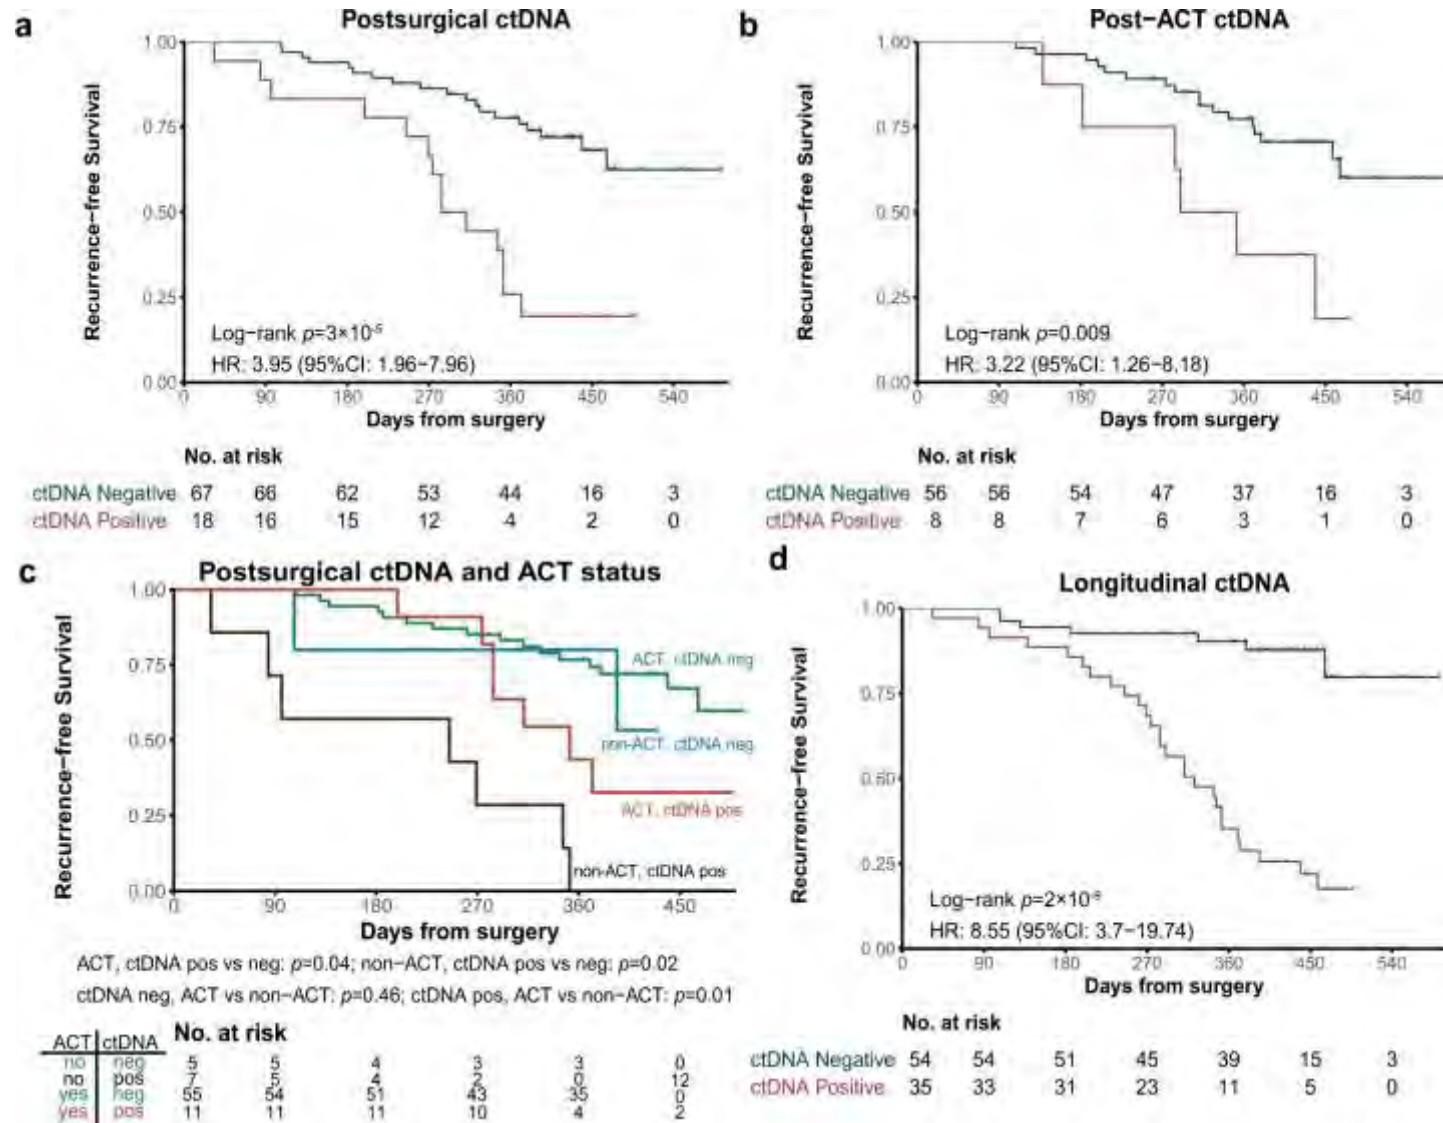 a
Postsurgical ctDNA
Recurrence-free Survival
1.00
0.75
0.50
0.25
0.00
Log-rank p=3×10⁻⁵
HR: 3.95 (95%CI: 1.96-7.96)
0 90 180 270 360 450 540
Days from surgery
No. at risk
ctDNA Negative 67 66 62 53 44 16 3
ctDNA Positive 18 16 15 12 4 2 0
b
Post-ACT ctDNA
Recurrence-free Survival
1.00
0.75
0.50
0.25
0.00
Log-rank p=0.009
HR: 3.22 (95%CI: 1.26-8.18)
0 90 180 270 360 450 540
Days from surgery
No. at risk
ctDNA Negative 56 56 54 47 37 16 3
ctDNA Positive 8 8 7 6 3 1 0
c
Postsurgical ctDNA and ACT status
Recurrence-free Survival
1.00
0.75
0.50
0.25
0.00
ACT, ctDNA neg
non-ACT, ctDNA neg
ACT, ctDNA pos
non-ACT, ctDNA pos
0 90 180 270 360 450
Days from surgery
ACT, ctDNA pos vs neg: p=0.04; non-ACT, ctDNA pos vs neg: p=0.02
ctDNA neg, ACT vs non-ACT: p=0.46; ctDNA pos, ACT vs non-ACT: p=0.01
ACT ctDNA No. at risk
no neg 5 5 4 3 3 0
no pos 7 5 4 2 0 12
yes neg 55 54 51 43 35 0
yes pos 11 11 11 10 4 2
d
Longitudinal ctDNA
Recurrence-free Survival
1.00
0.75
0.50
0.25
0.00
Log-rank p=2×10
HR: 8.55 (95%CI: 3.7-19.74)
0 90 180 270 360 450 540
Days from surgery
No. at risk
ctDNA Negative 54 54 51 45 39 15 3
ctDNA Positive 35 33 31 23 11 5 0